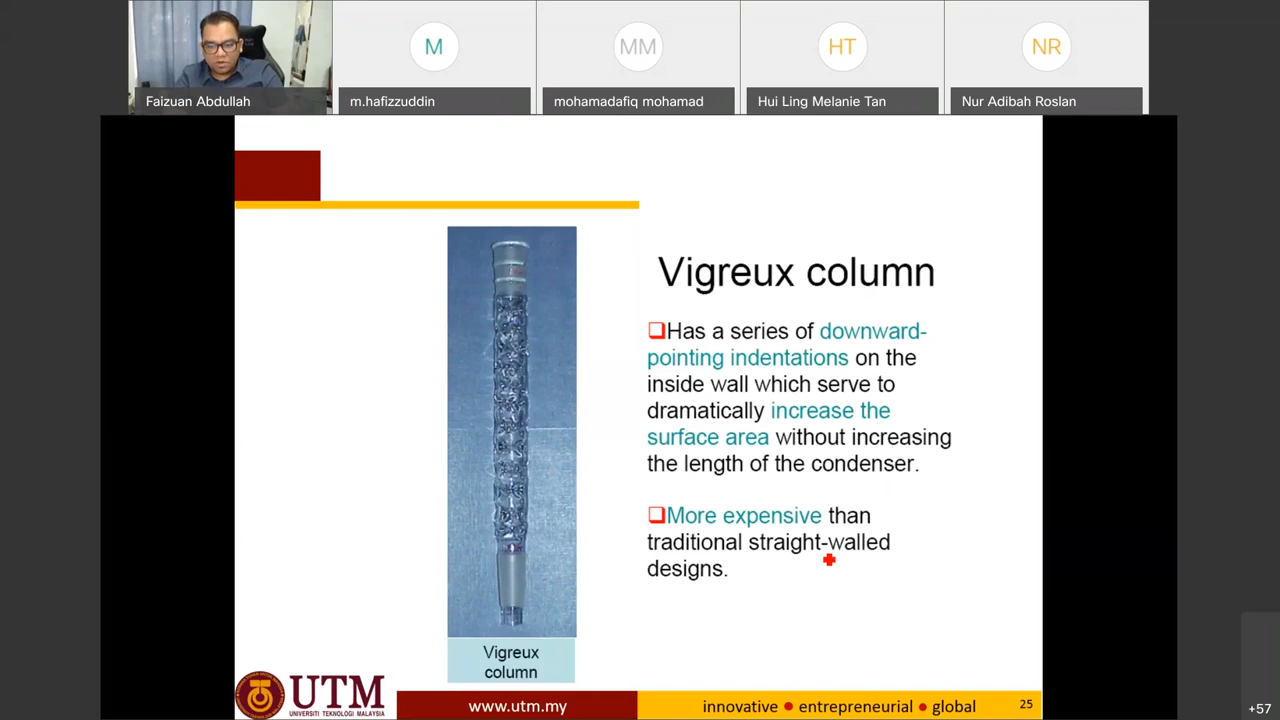 M
MM
HT
NR
Faizuan Abdullah
m.hafizzuddin
mohamadafiq mohamad
Hui Ling Melanie Tan
Nur Adibah Roslan
Vigreux column
❑Has a series of downward-
pointing indentations on the
inside wall which serve to
dramatically increase the
surface area without increasing
the length of the condenser.
❑More expensive than
traditional straight-walled
designs.
Vigreux
column
UTM
UNIVERSITI TEKNOLOGI MALAYSIA
www.utm.my
innovative ● entrepreneurial ● global
25
+57